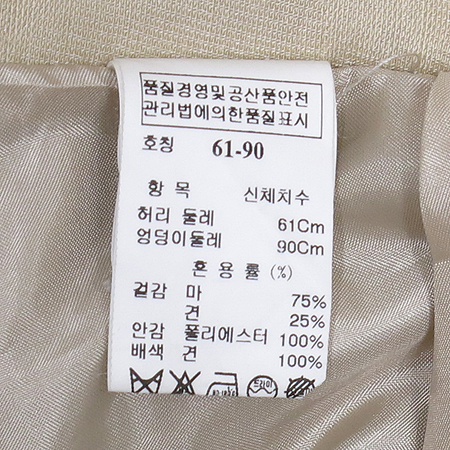 품질경영및공산품안전
관리법에의한품질표시
호칭 61-90
항 목 신체치수
허리 둘레 61Cm
엉덩이둘레 90Cm
혼 용 률 (%)
겉감 마 75%
견 25%
안감 폴리에스터 100%
배색 견 100%
드라이